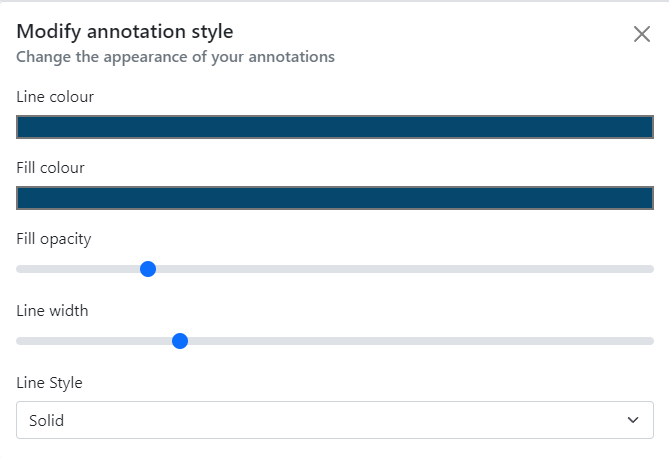 Modify annotation style
Change the appearance of your annotations
Line colour
Fill colour
Fill opacity
Line width
Line Style
Solid